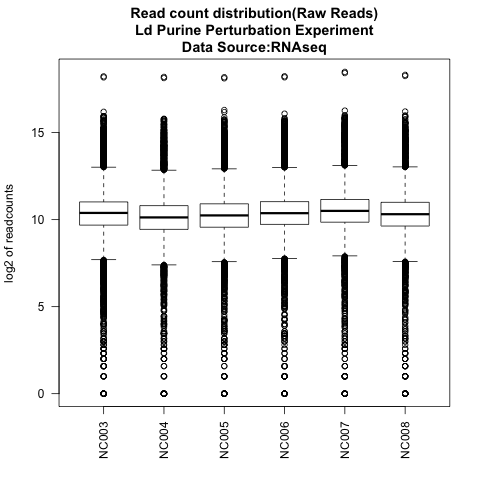 Read count distribution(Raw Reads)
Ld Purine Perturbation Experiment
Data Source:RNAseq
log2 of readcounts
15
10
5
0
NC003
NC004
NC005
NC006
NC007
NC008